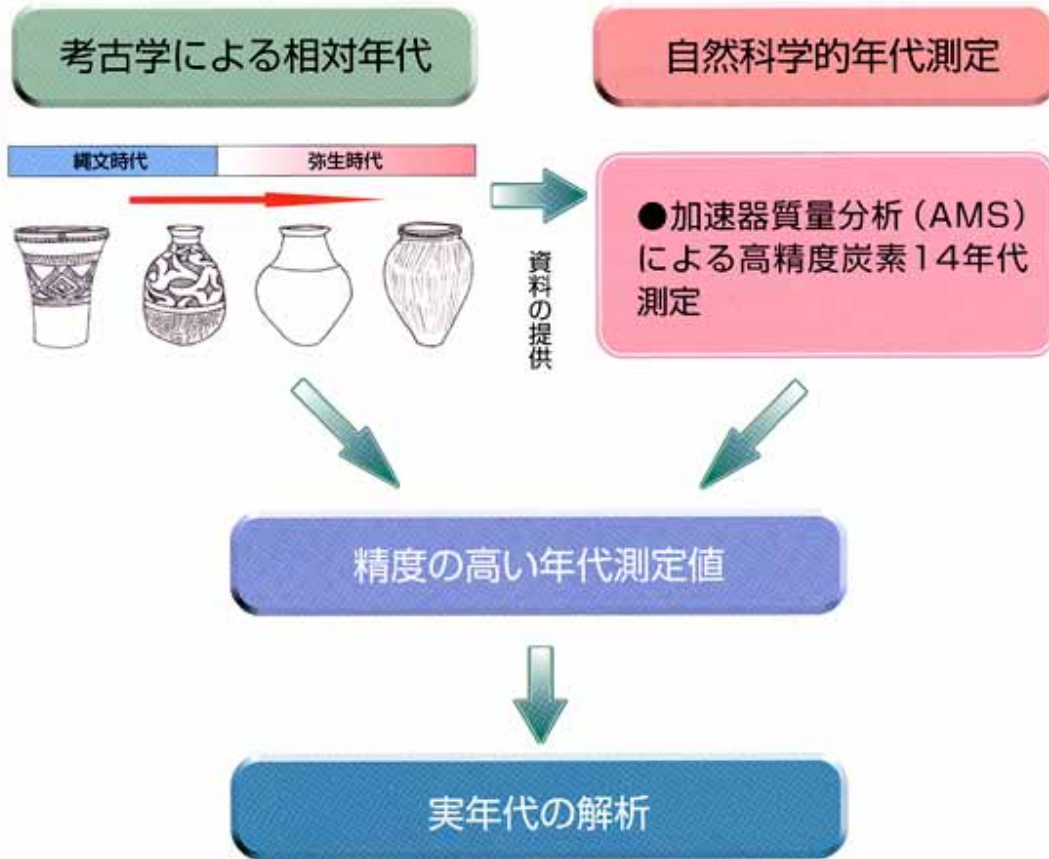 考古学による相対年代
自然科学的年代測定
縄文時代
弥生時代
資料の提供
●加速器質量分析(AMS)
による高精度炭素14年代
測定
精度の高い年代測定値
実年代の解析